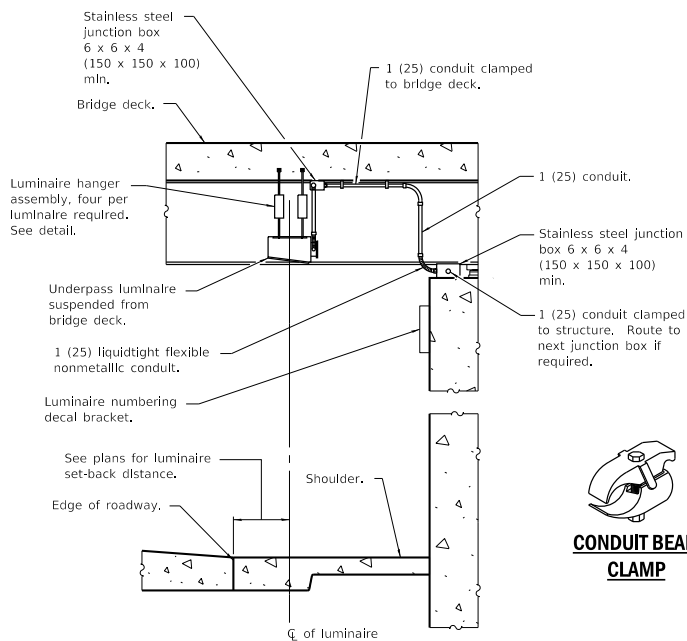 Stainless steel
junction box
6 x 6 x 4
(150 x 150 x 100)
min.
Bridge deck.
1 (25) conduit clamped
to bridge deck.
Luminaire hanger
assembly, four per
luminaire required.
See detail.
1 (25) conduit.
Stainless steel junction
box 6 x 6 x 4
(150 x 150 x 100)
min.
Underpass luminaire
suspended from
bridge deck.
1 (25) conduit clamped
to structure. Route to
next junction box if
required.
1 (25) liquidtight flexible
nonmetallic conduit.
Luminaire numbering
decal bracket.
See plans for luminaire
set-back distance.
Shoulder.
Edge of roadway.
CONDUIT BEA
CLAMP
℄ of luminaire